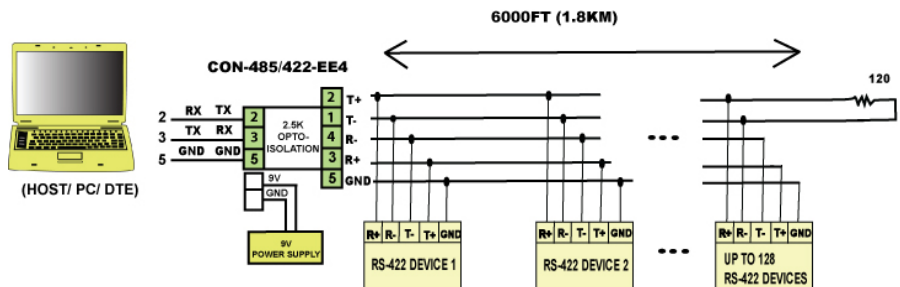 6000FT (1.8KM)
CON-485/422-EE4
120
2 RX TX 2
3 TX RX 3
5 GND GND 5
2.5K
OPTO-
ISOLATION
2 T+
1 T-
4 R-
3 R+
5 GND
(HOST/ PC/ DTE)
9V
GND
9V
POWER SUPPLY
R+ R- T- T+ GND
RS-422 DEVICE 1
R+ R- T- T+ GND
RS-422 DEVICE 2
R+ R- T- T+ GND
UP TO 128
RS-422 DEVICES